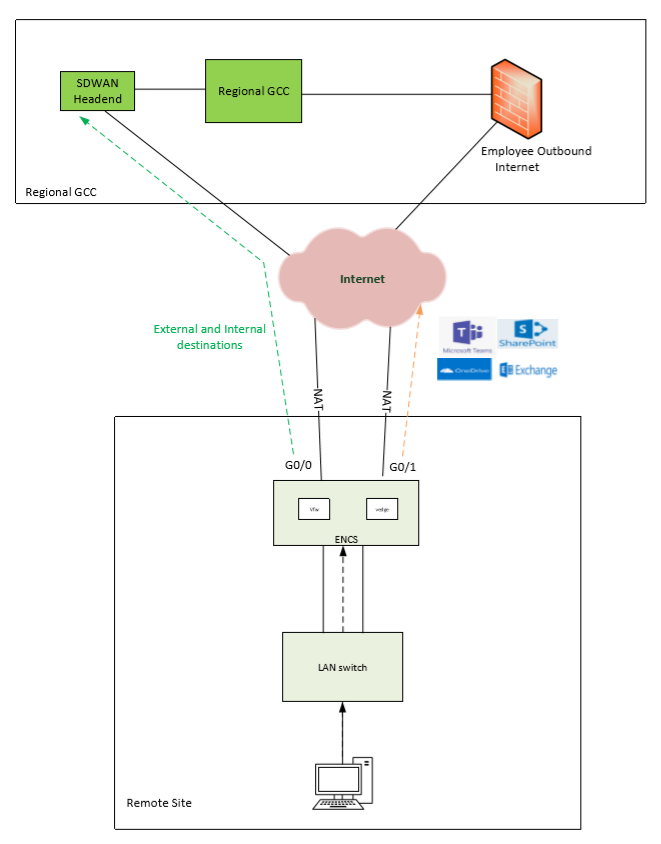 SDWAN
Headend
Regional GCC
Employee Outbound
Internet
Regional GCC
Internet
External and Internal
destinations
Microsoft Teams
SharePoint
OneDrive
Exchange
NAT
NAT
G0/0
G0/1
Vfw
vedge
ENCS
LAN switch
Remote Site